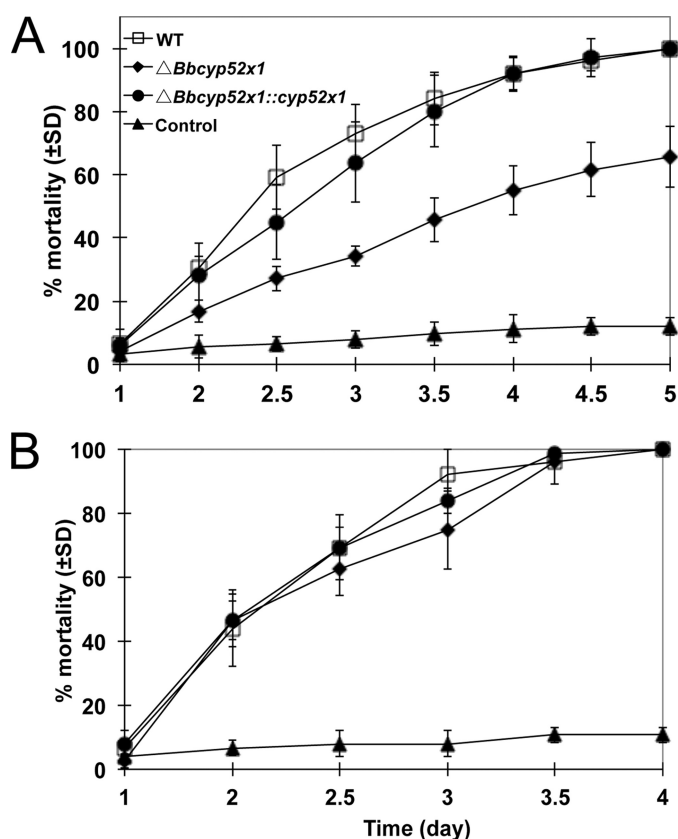 A
WT
△Bbcyp52x1
△Bbcyp52x1::cyp52x1
Control
% mortality (±SD)
100
80
60
40
20
0
1 2 2.5 3 3.5 4 4.5 5
B
% mortality (±SD)
100
80
60
40
20
0
1 2 2.5 3 3.5 4
Time (day)